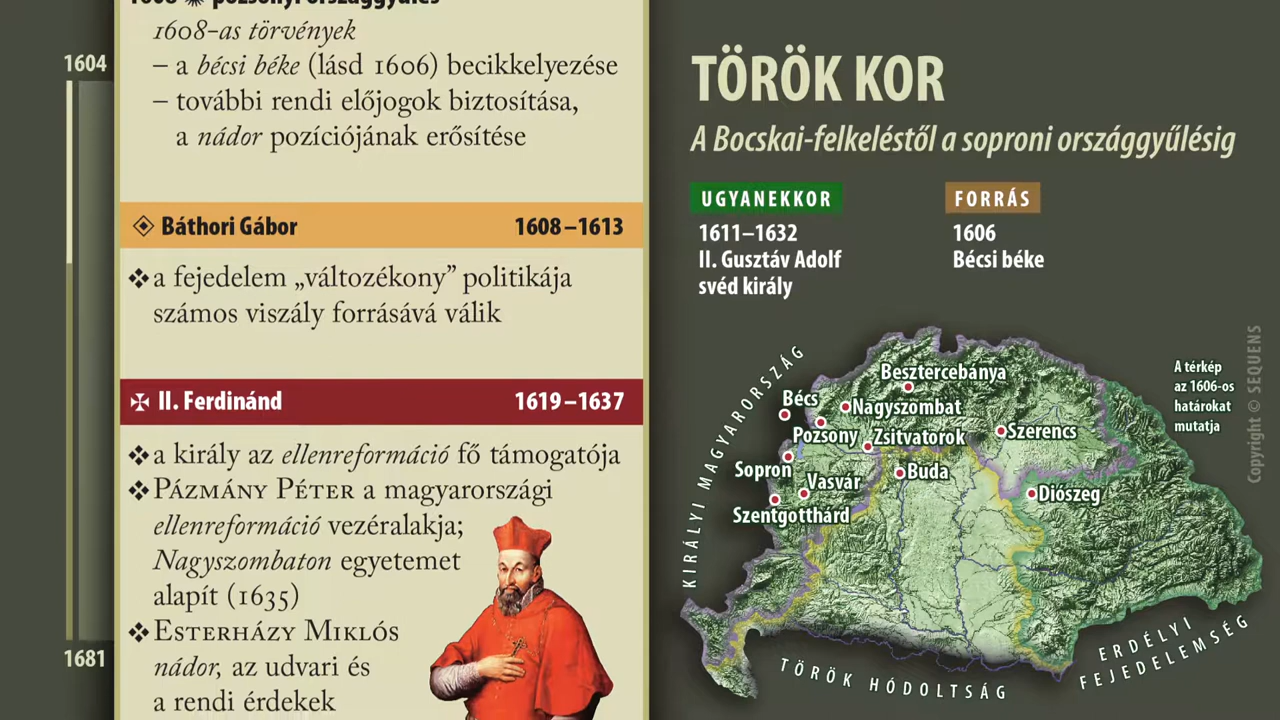 1608 pozsonyi országgyűlés
1608-as törvények
– a bécsi béke (lásd 1606) becikkelyezése
– további rendi előjogok biztosítása,
a nádor pozíciójának erősítése
Báthori Gábor 1608–1613
❖ a fejedelem „változékony” politikája
számos viszály forrásává válik
II. Ferdinánd 1619–1637
❖ a király az ellenreformáció fő támogatója
❖ PÁZMÁNY PÉTER a magyarországi
ellenreformáció vezéralakja;
Nagyszombaton egyetemet
alapít (1635)
❖ ESTERHÁZY MIKLÓS
nádor, az udvari és
a rendi érdekek
1604
1681
TÖRÖK KOR
A Bocskai-felkeléstől a soproni országgyűlésig
UGYANEKKOR
1611–1632
II. Gusztáv Adolf
svéd király
FORRÁS
1606
Bécsi béke
KIRÁLYI MAGYARORSZÁG
Besztercebánya
Bécs
Nagyszombat
Pozsony
Zsitvatorok
Szerencs
Sopron
Buda
Vasvár
Diószeg
Szentgotthárd
TÖRÖK HÓDOLTSÁG
ERDÉLYI
FEJEDELEMSÉG
A térkép
az 1606-os
határokat
mutatja
Copyright © SEQUENS